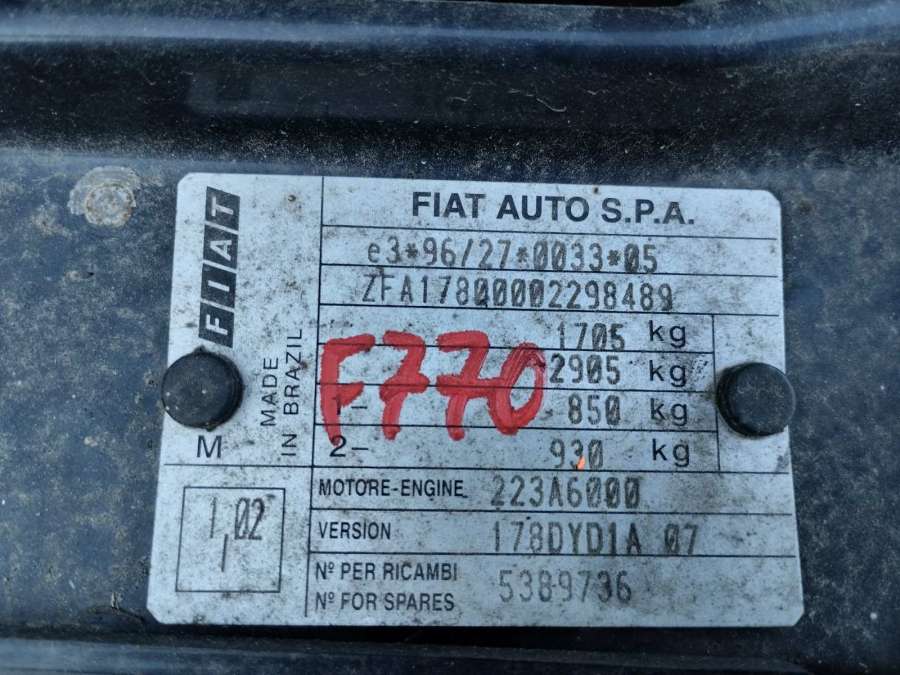 FIAT
FIAT AUTO S.P.A.
e3*96/27*0033*05
ZFA17800002298489
1705 kg
2905 kg
1- 850 kg
2- 930 kg
F770
MADE
IN BRAZIL
M
1,02
MOTORE-ENGINE 223A6000
VERSION 178DYD1A 07
Nº PER RICAMBI
Nº FOR SPARES 5389736